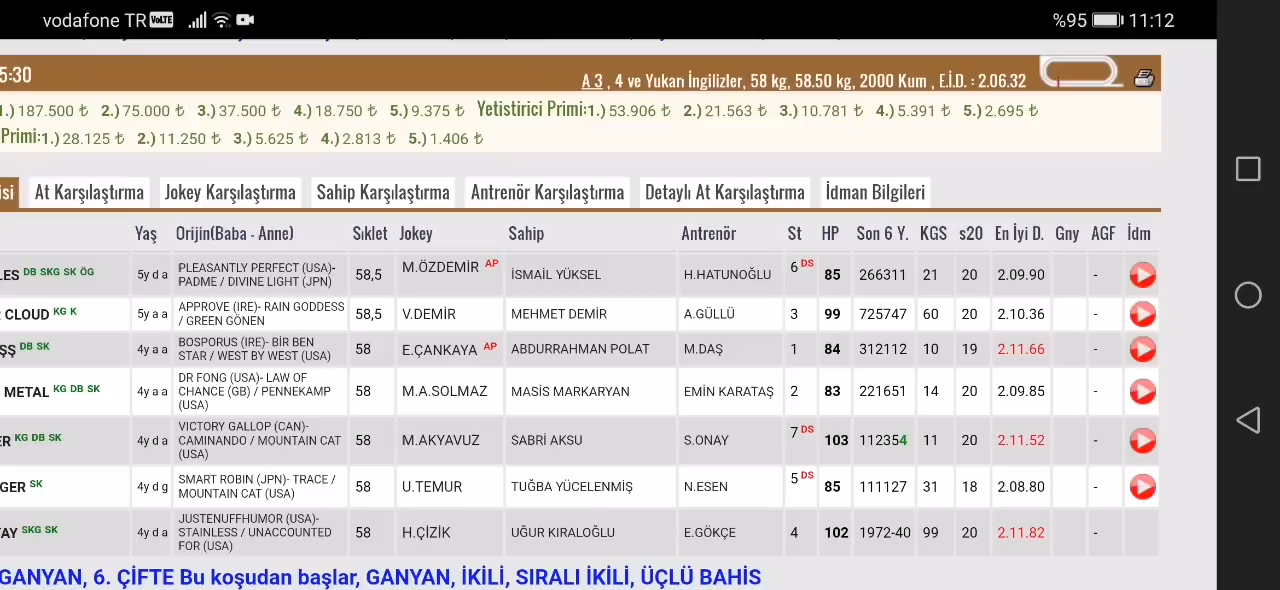 vodafone TR VoLTE %95 11:12
5:30 A 3 , 4 ve Yukarı İngilizler, 58 kg, 58.50 kg, 2000 Kum , E.İ.D. : 2.06.32
1.) 187.500 ₺ 2.) 75.000 ₺ 3.) 37.500 ₺ 4.) 18.750 ₺ 5.) 9.375 ₺ Yetistirici Primi: 1.) 53.906 ₺ 2.) 21.563 ₺ 3.) 10.781 ₺ 4.) 5.391 ₺ 5.) 2.695 ₺
Primi: 1.) 28.125 ₺ 2.) 11.250 ₺ 3.) 5.625 ₺ 4.) 2.813 ₺ 5.) 1.406 ₺
isi At Karşılaştırma Jokey Karşılaştırma Sahip Karşılaştırma Antrenör Karşılaştırma Detaylı At Karşılaştırma İdman Bilgileri
Yaş Orijin(Baba - Anne) Sıklet Jokey Sahip Antrenör St HP Son 6 Y. KGS s20 En İyi D. Gny AGF İdm
LES DB SKG SK ÖG 5y d a PLEASANTLY PERFECT (USA)- PADME / DIVINE LIGHT (JPN) 58,5 M.ÖZDEMİR AP İSMAİL YÜKSEL H.HATUNOĞLU 6 DS 85 266311 21 20 2.09.90 -
CLOUD KG K 5y a a APPROVE (IRE)- RAIN GODDESS / GREEN GÖNEN 58,5 V.DEMİR MEHMET DEMİR A.GÜLLÜ 3 99 725747 60 20 2.10.36 -
ŞŞ DB SK 4y a a BOSPORUS (IRE)- BİR BEN STAR / WEST BY WEST (USA) 58 E.ÇANKAYA AP ABDURRAHMAN POLAT M.DAŞ 1 84 312112 10 19 2.11.66 -
METAL KG DB SK 4y a a DR FONG (USA)- LAW OF CHANCE (GB) / PENNEKAMP (USA) 58 M.A.SOLMAZ MASİS MARKARYAN EMİN KARATAŞ 2 83 221651 14 20 2.09.85 -
ER KG DB SK 4y d a VICTORY GALLOP (CAN)- CAMINANDO / MOUNTAIN CAT (USA) 58 M.AKYAVUZ SABRİ AKSU S.ONAY 7 DS 103 112354 11 20 2.11.52 -
GER SK 4y d g SMART ROBIN (JPN)- TRACE / MOUNTAIN CAT (USA) 58 U.TEMUR TUĞBA YÜCELENMİŞ N.ESEN 5 DS 85 111127 31 18 2.08.80 -
AY SKG SK 4y d a JUSTENUFFHUMOR (USA)- STAINLESS / UNACCOUNTED FOR (USA) 58 H.ÇİZİK UĞUR KIRALOĞLU E.GÖKÇE 4 102 1972-40 99 20 2.11.82 -
GANYAN, 6. ÇİFTE Bu koşudan başlar, GANYAN, İKİLİ, SIRALI İKİLİ, ÜÇLÜ BAHİS